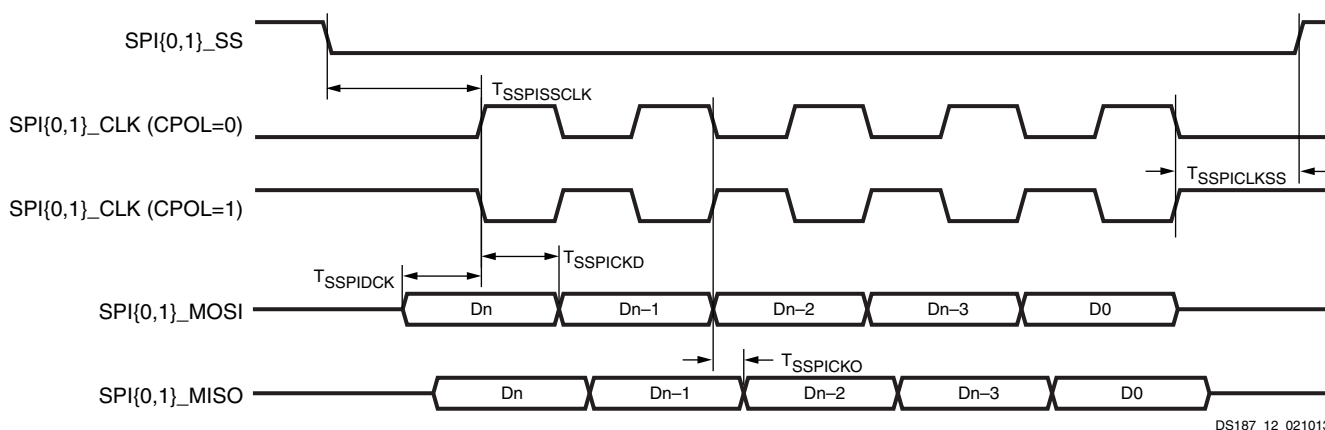 SPI{0,1}_SS
TSSPISSCLK
SPI{0,1}_CLK (CPOL=0)
TSSPICLKSS
SPI{0,1}_CLK (CPOL=1)
TSSPICKD
TSSPIDCK
SPI{0,1}_MOSI Dn Dn–1 Dn–2 Dn–3 D0
TSSPICKO
SPI{0,1}_MISO Dn Dn–1 Dn–2 Dn–3 D0
DS187_12_021013